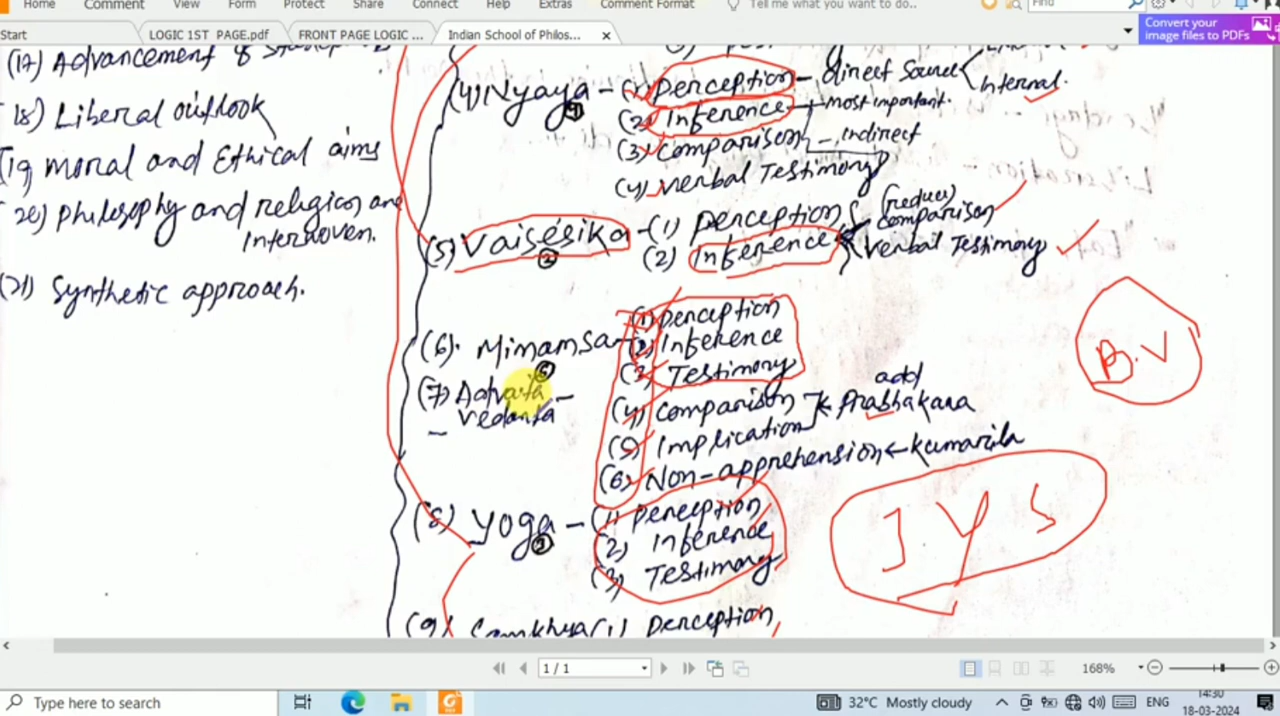 Home Comment View Form Protect Share Connect Help Extras Comment Format Tell me what you want to do.. Find
Start LOGIC 1ST PAGE.pdf FRONT PAGE LOGIC ... Indian School of Philos... ×
Convert your
image files to PDFs
(17) Advancement of
18) Liberal outlook
(19) Moral and Ethical aims
(20) Philosophy and religion are
interwoven.
(21) Synthetic approach.
(4) Nyaya - (1) Perception - direct Source
Internal.
(2) Inference - most important.
(3) Comparison - indirect
(4) Verbal Testimony
(5) Vaisesika - (1) Perception (reduces)
comparison
(2) Inference Verbal Testimony
(6). Mimamsa - (1) Perception
(2) Inference
(3) Testimony
(7) Advaita -
- Vedanta
(4) Comparison add
(5) Implication Prabhakara
(6) Non-apprehension ← Kumarila
B.V
(8) Yoga - (1) Perception
(2) Inference
(3) Testimony
J Y S
(9) Samkhya (1) Perception
1 / 1 168%
Type here to search 32°C Mostly cloudy ENG 14:30
18-03-2024